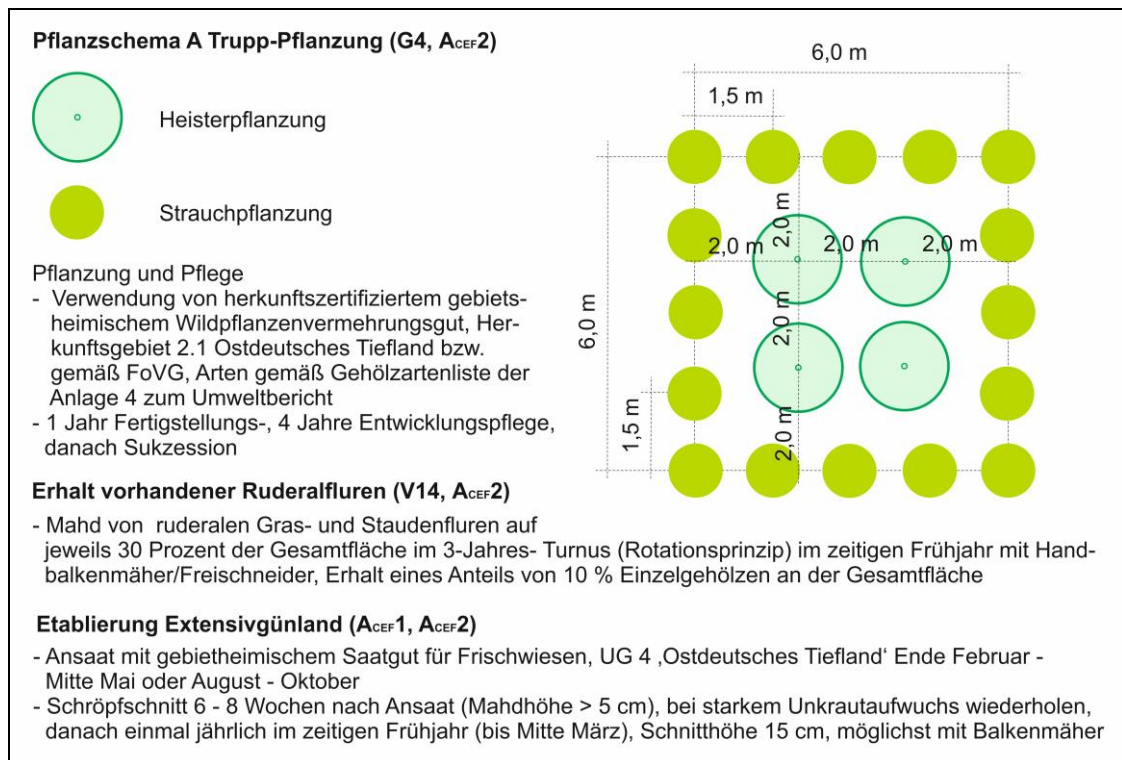 Pflanzschema A Trupp-Pflanzung (G4, ACEF2)
Heisterpflanzung
Strauchpflanzung
Pflanzung und Pflege
- Verwendung von herkunftszertifiziertem gebiets-
heimischem Wildpflanzenvermehrungsgut, Her-
kunftsgebiet 2.1 Ostdeutsches Tiefland bzw.
gemäß FoVG, Arten gemäß Gehölzartenliste der
Anlage 4 zum Umweltbericht
- 1 Jahr Fertigstellungs-, 4 Jahre Entwicklungspflege,
danach Sukzession
6,0 m
1,5 m
2,0 m
2,0 m
2,0 m
2,0 m
6,0 m
2,0 m
1,5 m
2,0 m
Erhalt vorhandener Ruderalfluren (V14, ACEF2)
- Mahd von ruderalen Gras- und Staudenfluren auf
jeweils 30 Prozent der Gesamtfläche im 3-Jahres- Turnus (Rotationsprinzip) im zeitigen Frühjahr mit Hand-
balkenmäher/Freischneider, Erhalt eines Anteils von 10 % Einzelgehölzen an der Gesamtfläche
Etablierung Extensivgünland (ACEF1, ACEF2)
- Ansaat mit gebietheimischem Saatgut für Frischwiesen, UG 4 ‚Ostdeutsches Tiefland‘ Ende Februar -
Mitte Mai oder August - Oktober
- Schröpfschnitt 6 - 8 Wochen nach Ansaat (Mahdhöhe > 5 cm), bei starkem Unkrautaufwuchs wiederholen,
danach einmal jährlich im zeitigen Frühjahr (bis Mitte März), Schnitthöhe 15 cm, möglichst mit Balkenmäher